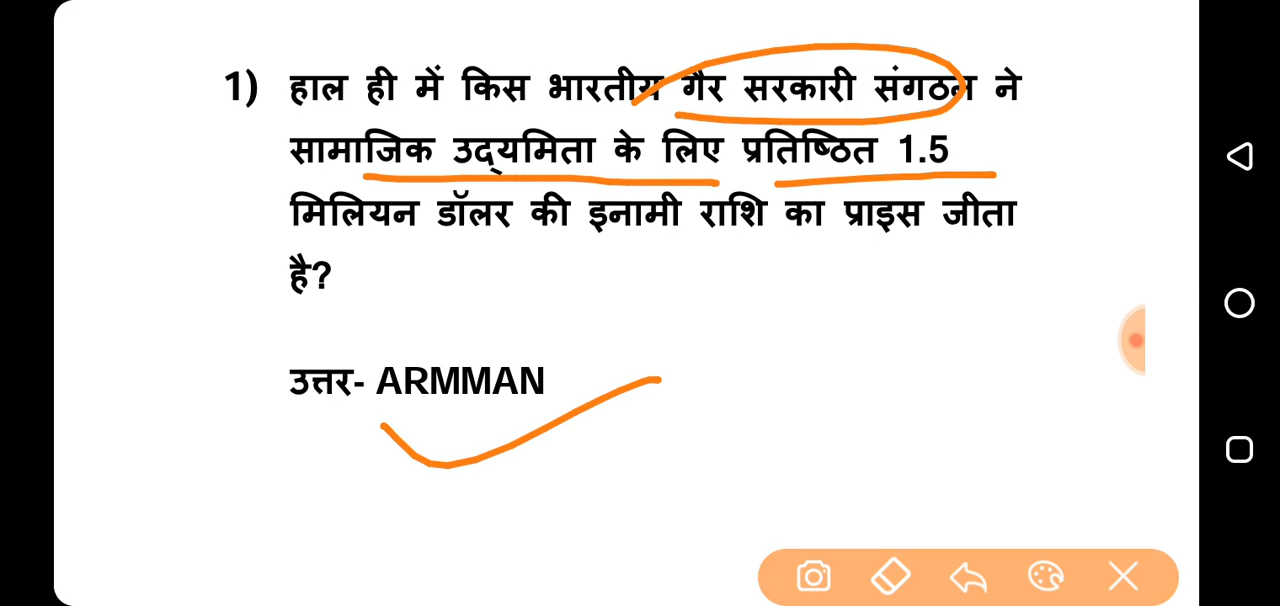 1) हाल ही में किस भारतीय गैर सरकारी संगठन ने
सामाजिक उद्यमिता के लिए प्रतिष्ठित 1.5
मिलियन डॉलर की इनामी राशि का प्राइस जीता
है?
उत्तर- ARMMAN